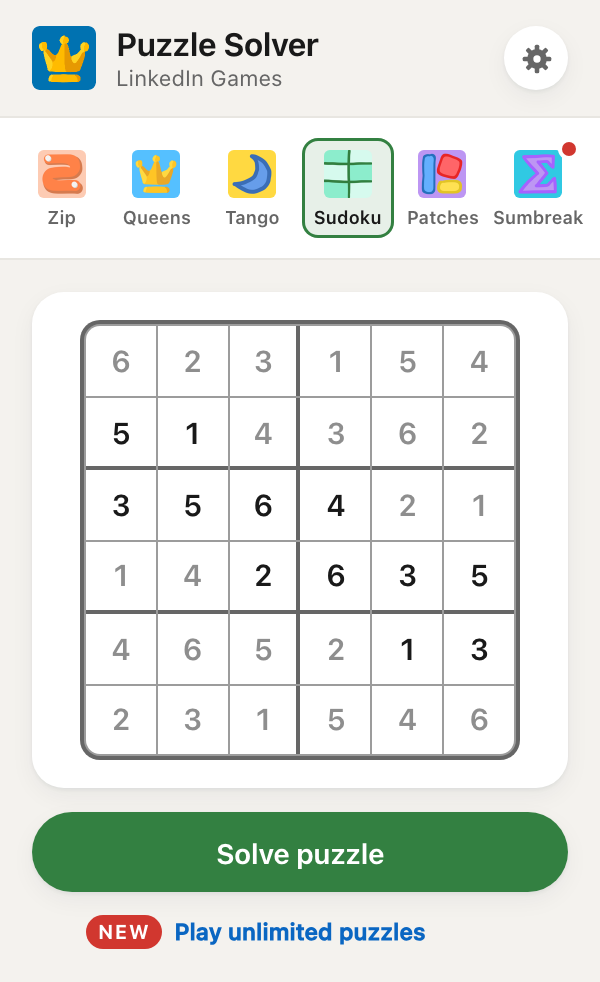 Puzzle Solver
LinkedIn Games
Zip Queens Tango Sudoku Patches Sumbreak
6 2 3 1 5 4
5 1 4 3 6 2
3 5 6 4 2 1
1 4 2 6 3 5
4 6 5 2 1 3
2 3 1 5 4 6
Solve puzzle
NEW Play unlimited puzzles